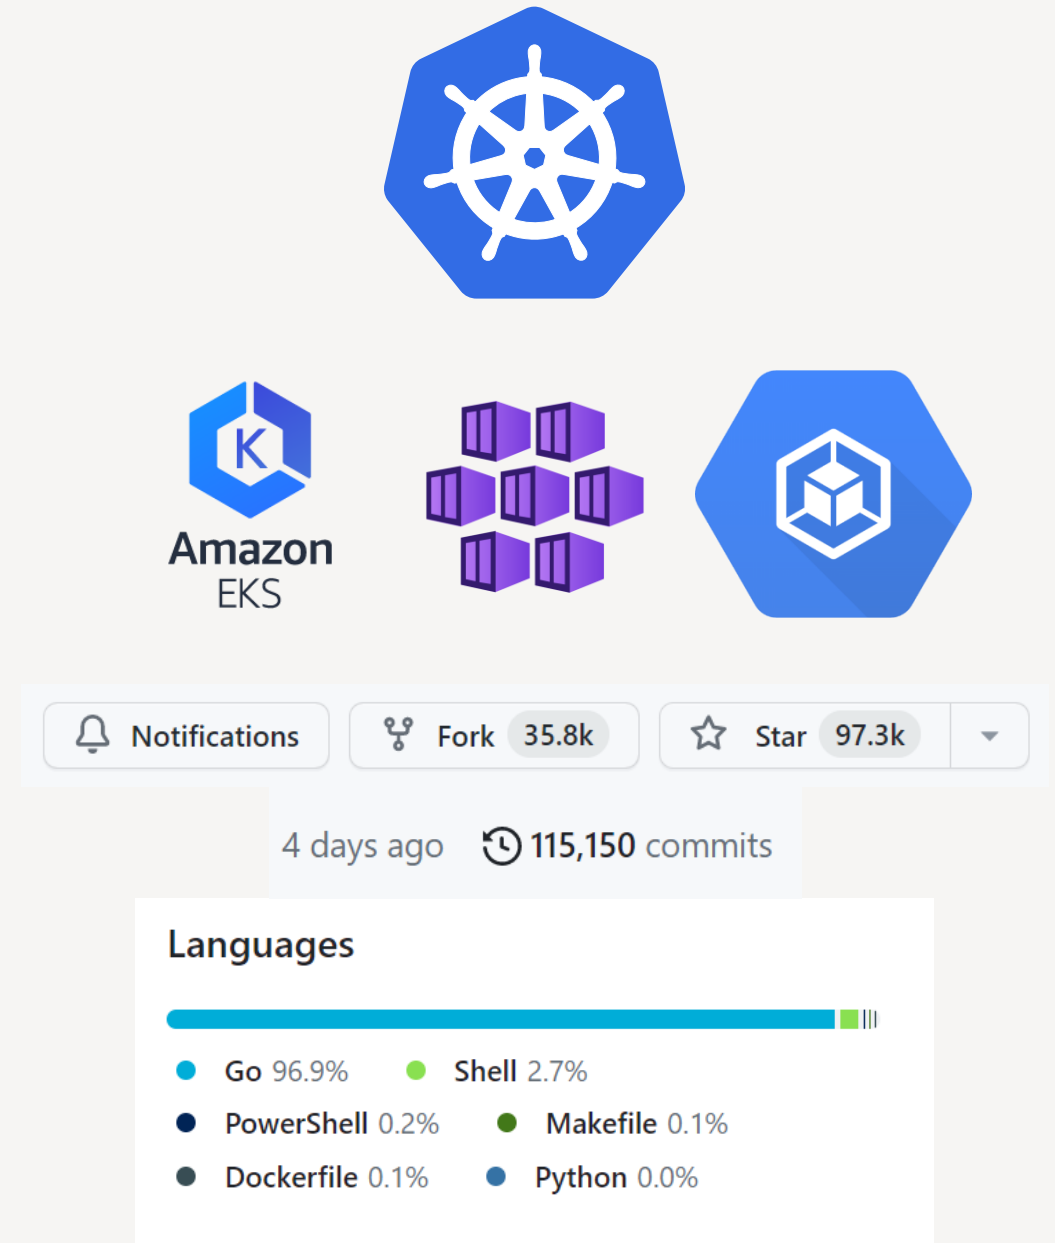 K
Amazon
EKS
Notifications Fork 35.8k Star 97.3k
4 days ago 115,150 commits
Languages
Go 96.9% Shell 2.7%
PowerShell 0.2% Makefile 0.1%
Dockerfile 0.1% Python 0.0%